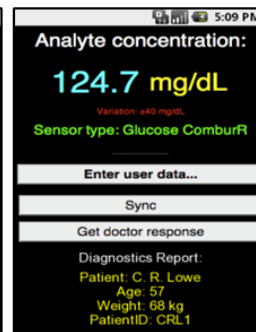 5:09 PM
Analyte concentration:
124.7 mg/dL
Variation: ±40 mg/dL
Sensor type: Glucose ComburR
Enter user data...
Sync
Get doctor response
Diagnostics Report:
Patient: C. R. Lowe
Age: 57
Weight: 68 kg
PatientID: CRL1